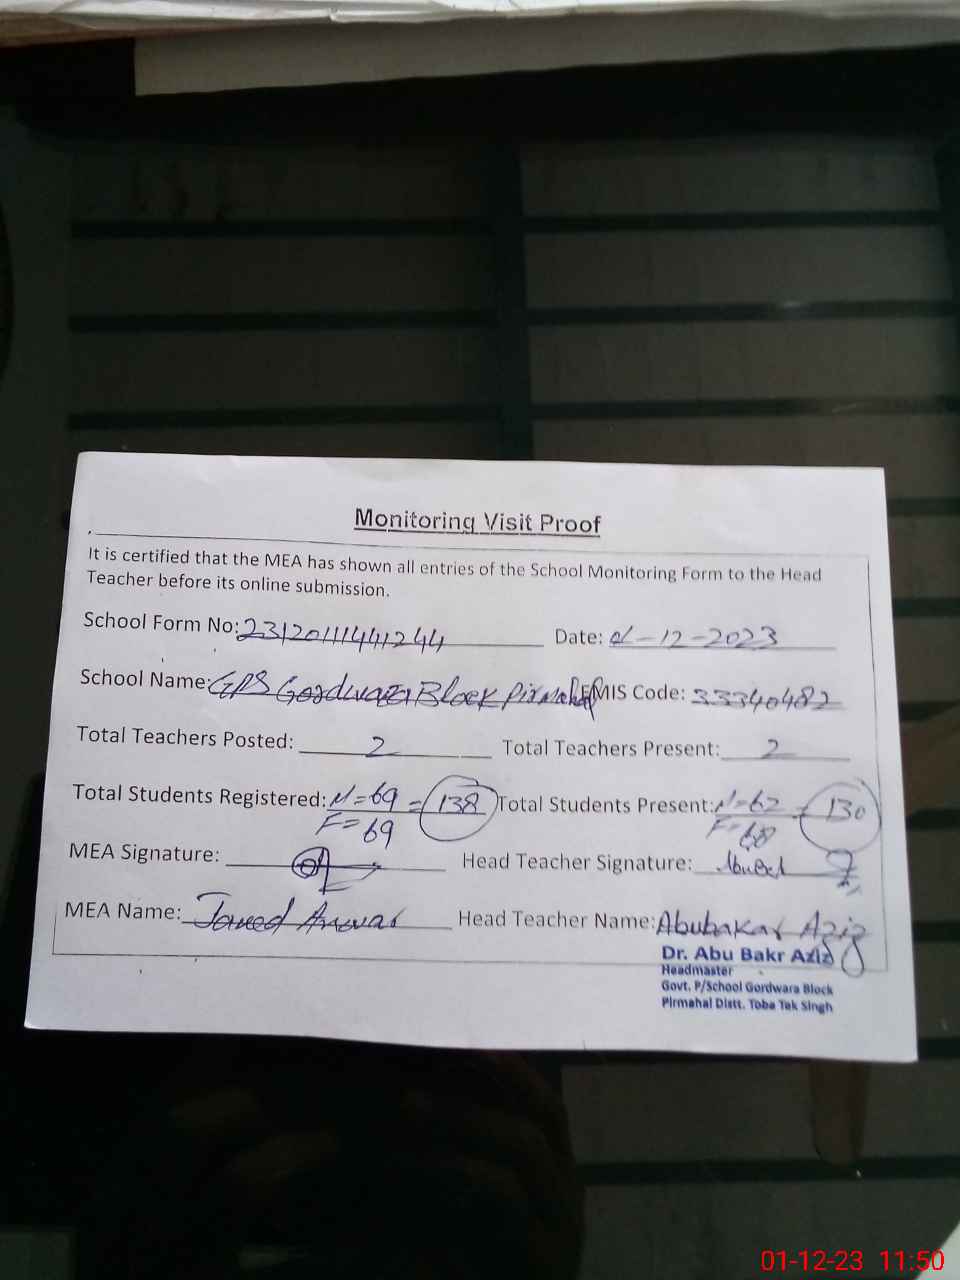 Monitoring Visit Proof
It is certified that the MEA has shown all entries of the School Monitoring Form to the Head
Teacher before its online submission.
School Form No: 2312011141244 Date: 01-12-2023
School Name: GPS Gordwara Block Pirmahal EMIS Code: 33340482
Total Teachers Posted: 2 Total Teachers Present: 2
Total Students Registered: M=69 = 138 Total Students Present: M=62 = 130
F=69 F=68
MEA Signature: Head Teacher Signature:
MEA Name: Javed Anwar Head Teacher Name: Abubakar Aziz
Dr. Abu Bakr Aziz
Headmaster
Govt. P/School Gordwara Block
Pirmahal Distt. Toba Tek Singh
01-12-23 11:50